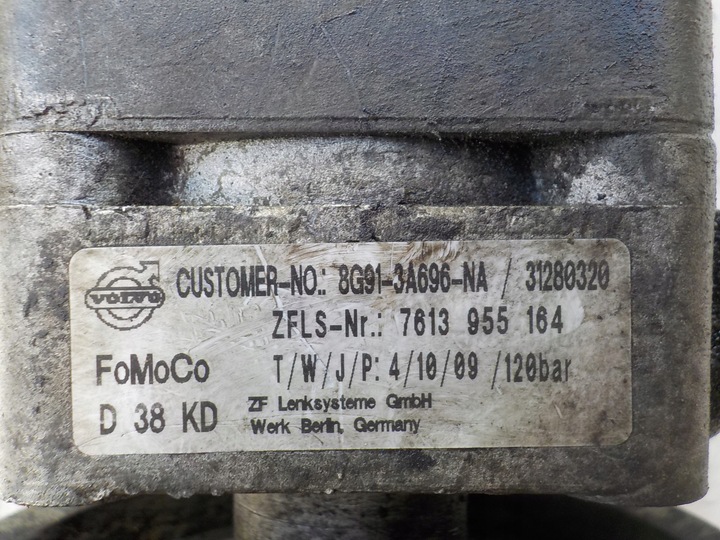 VOLVO
CUSTOMER-NO.: 8G91-3A696-NA / 31280320
ZFLS-Nr.: 7613 955 164
FoMoCo T/W/J/P: 4/10/09 /120bar
D 38 KD ZF Lenksysteme GmbH
Werk Berlin, Germany